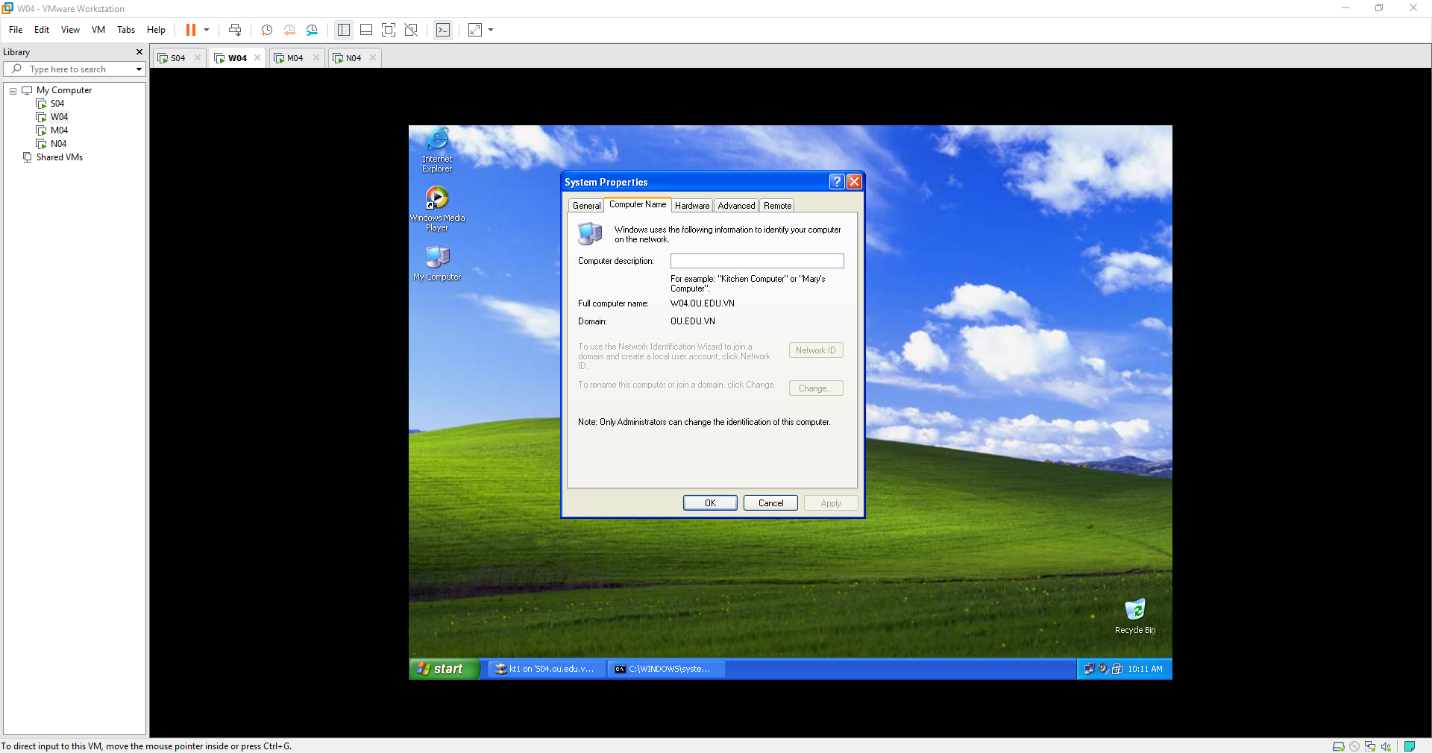 W04 - VMware Workstation
File Edit View VM Tabs Help
Library
Type here to search
My Computer
S04
W04
M04
N04
Shared VMs
S04 W04 M04 N04
Internet
Explorer
Windows Media
Player
My Computer
System Properties
General Computer Name Hardware Advanced Remote
Windows uses the following information to identify your computer
on the network.
Computer description:
For example: "Kitchen Computer" or "Mary's
Computer".
Full computer name: W04.OU.EDU.VN
Domain: OU.EDU.VN
To use the Network Identification Wizard to join a
domain and create a local user account, click Network
ID.
Network ID
To rename this computer or join a domain, click Change.
Change...
Note: Only Administrators can change the identification of this computer.
OK Cancel Apply
Recycle Bin
start kt1 on 'S04.ou.edu.v... C:\WINDOWS\syste... 10:11 AM
To direct input to this VM, move the mouse pointer inside or press Ctrl+G.